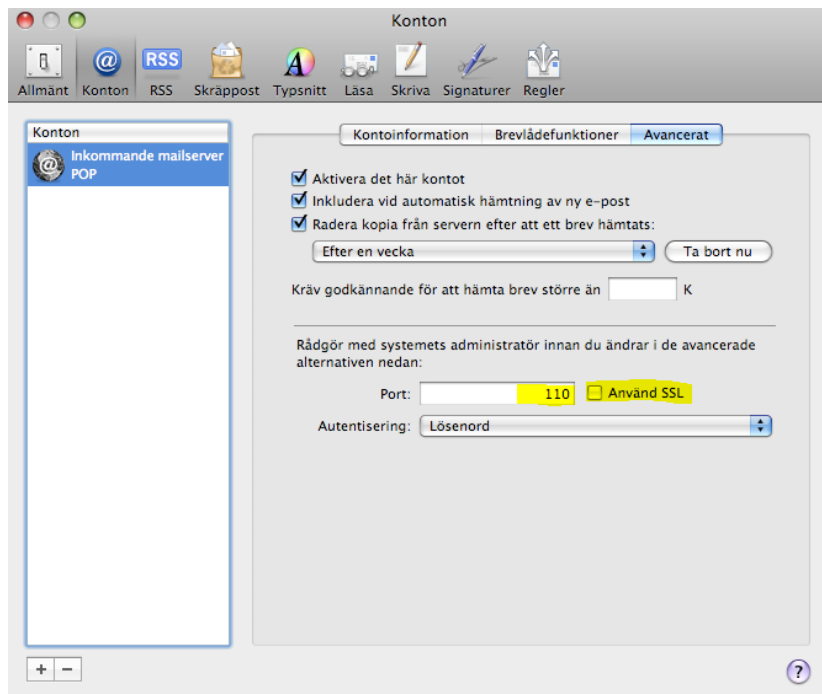 Konton
Allmänt Konton RSS Skräppost Typsnitt Läsa Skriva Signaturer Regler
Konton
Inkommande mailserver
POP
Kontoinformation Brevlådefunktioner Avancerat
Aktivera det här kontot
Inkludera vid automatisk hämtning av ny e-post
Radera kopia från servern efter att ett brev hämtats:
Efter en vecka Ta bort nu
Kräv godkännande för att hämta brev större än K
Rådgör med systemets administratör innan du ändrar i de avancerade
alternativen nedan:
Port: 110 Använd SSL
Autentisering: Lösenord
+ − ?